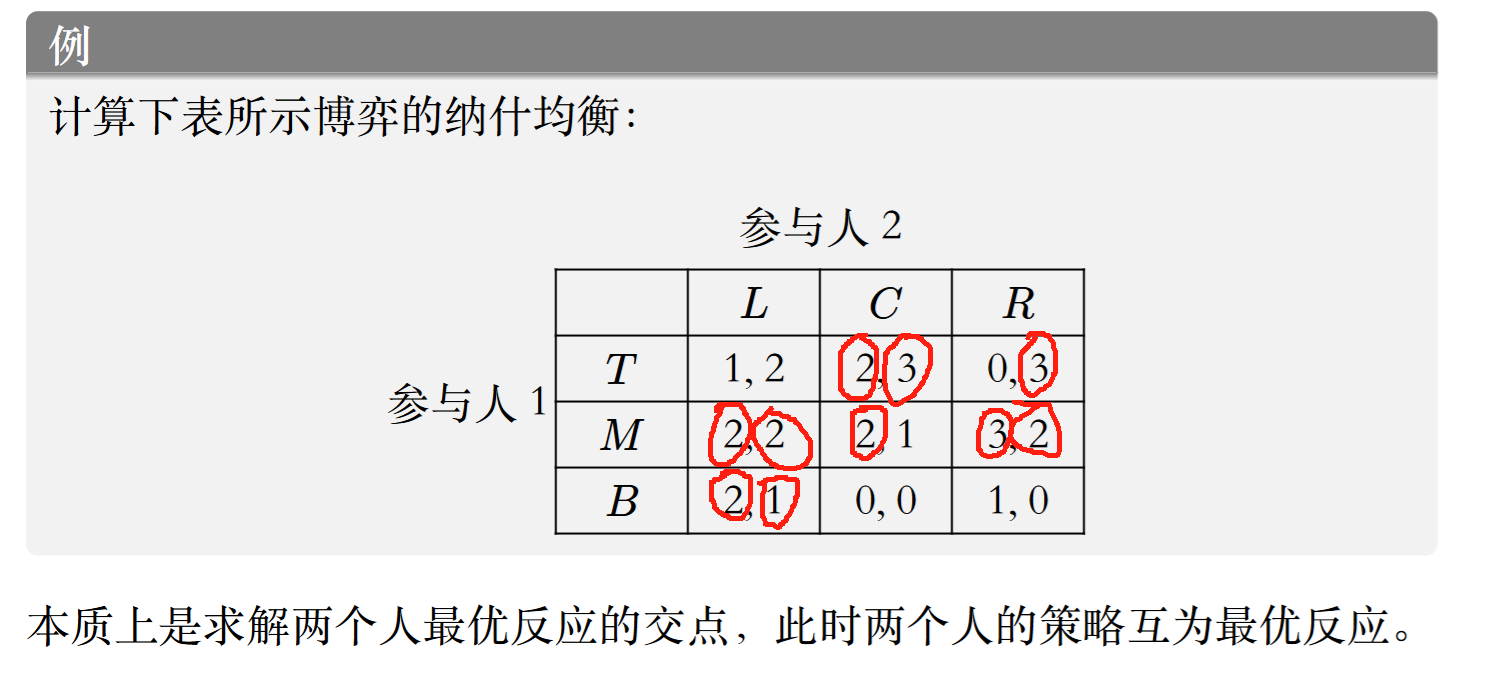 例
计算下表所示博弈的纳什均衡：
参与人 2
L C R
T 1, 2 2, 3 0, 3
参与人 1
M 2, 2 2, 1 3, 2
B 2, 1 0, 0 1, 0
本质上是求解两个人最优反应的交点，此时两个人的策略互为最优反应。